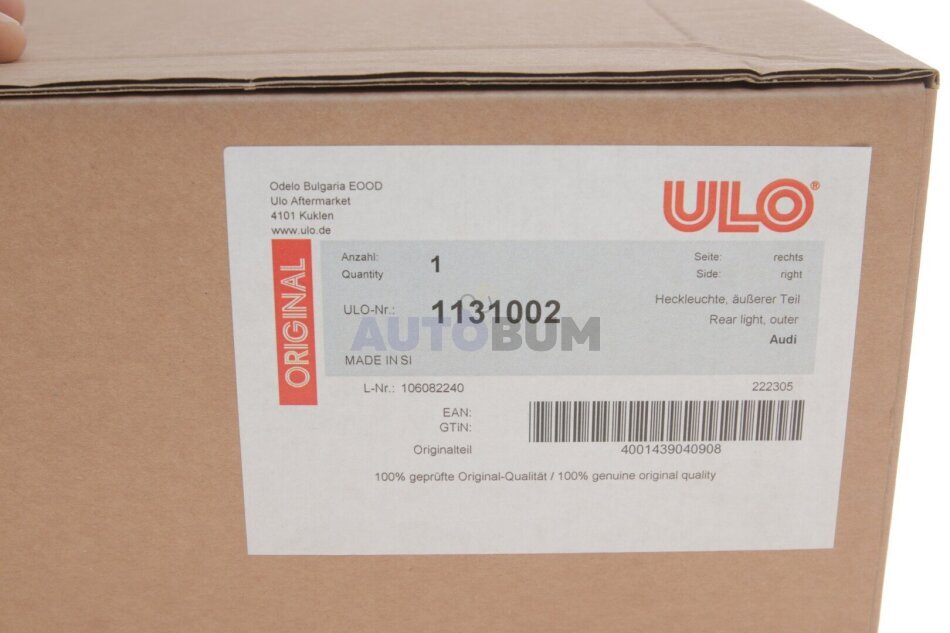 Odelo Bulgaria EOOD
Ulo Aftermarket
4101 Kuklen
www.ulo.de
ULO®
ORIGINAL
Anzahl: 1 Seite: rechts
Quantity Side: right
ULO-Nr.: 1131002 Heckleuchte, äußerer Teil
Rear light, outer
AUTOBUM
Audi
MADE IN SI
L-Nr.: 106082240 222305
EAN:
GTiN:
Originalteil 4001439040908
100% geprüfte Original-Qualität / 100% genuine original quality